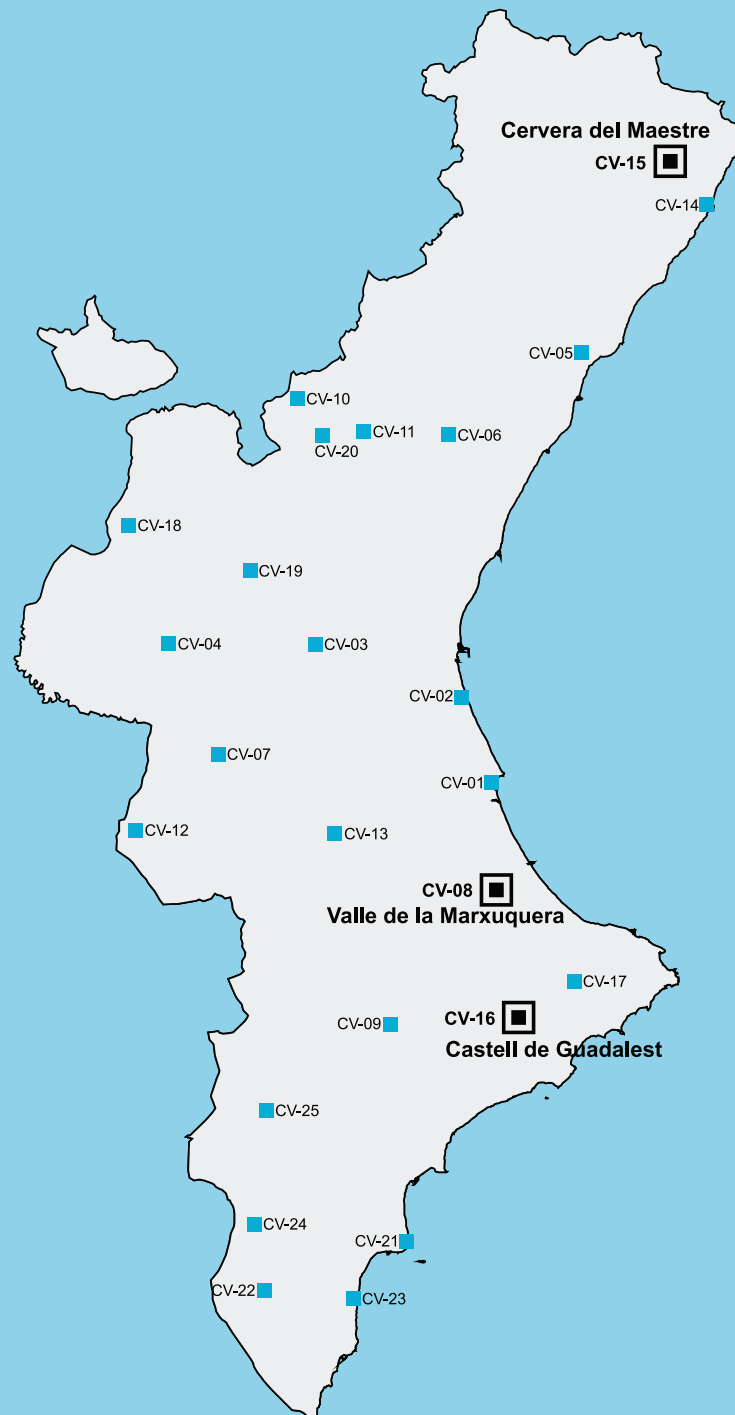 Cervera del Maestre
CV-15
CV-14
CV-05
CV-10
CV-11
CV-06
CV-20
CV-18
CV-19
CV-04
CV-03
CV-02
CV-07
CV-01
CV-12
CV-13
CV-08
Valle de la Marxuquera
CV-17
CV-16
CV-09
Castell de Guadalest
CV-25
CV-24
CV-21
CV-22
CV-23